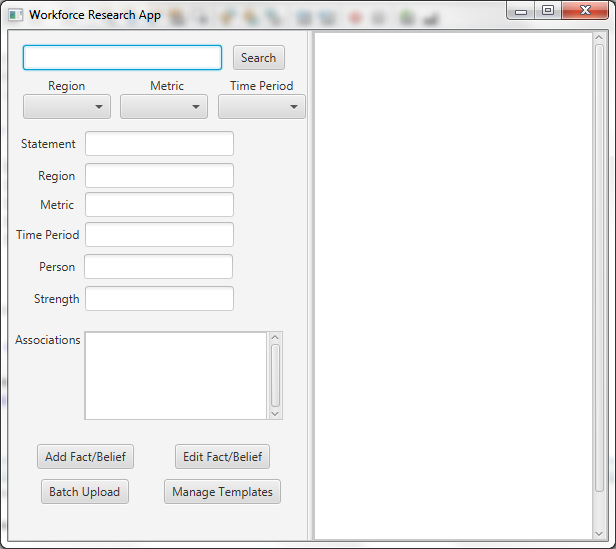 Workforce Research App
Search
Region Metric Time Period
Statement
Region
Metric
Time Period
Person
Strength
Associations
Add Fact/Belief Edit Fact/Belief
Batch Upload Manage Templates